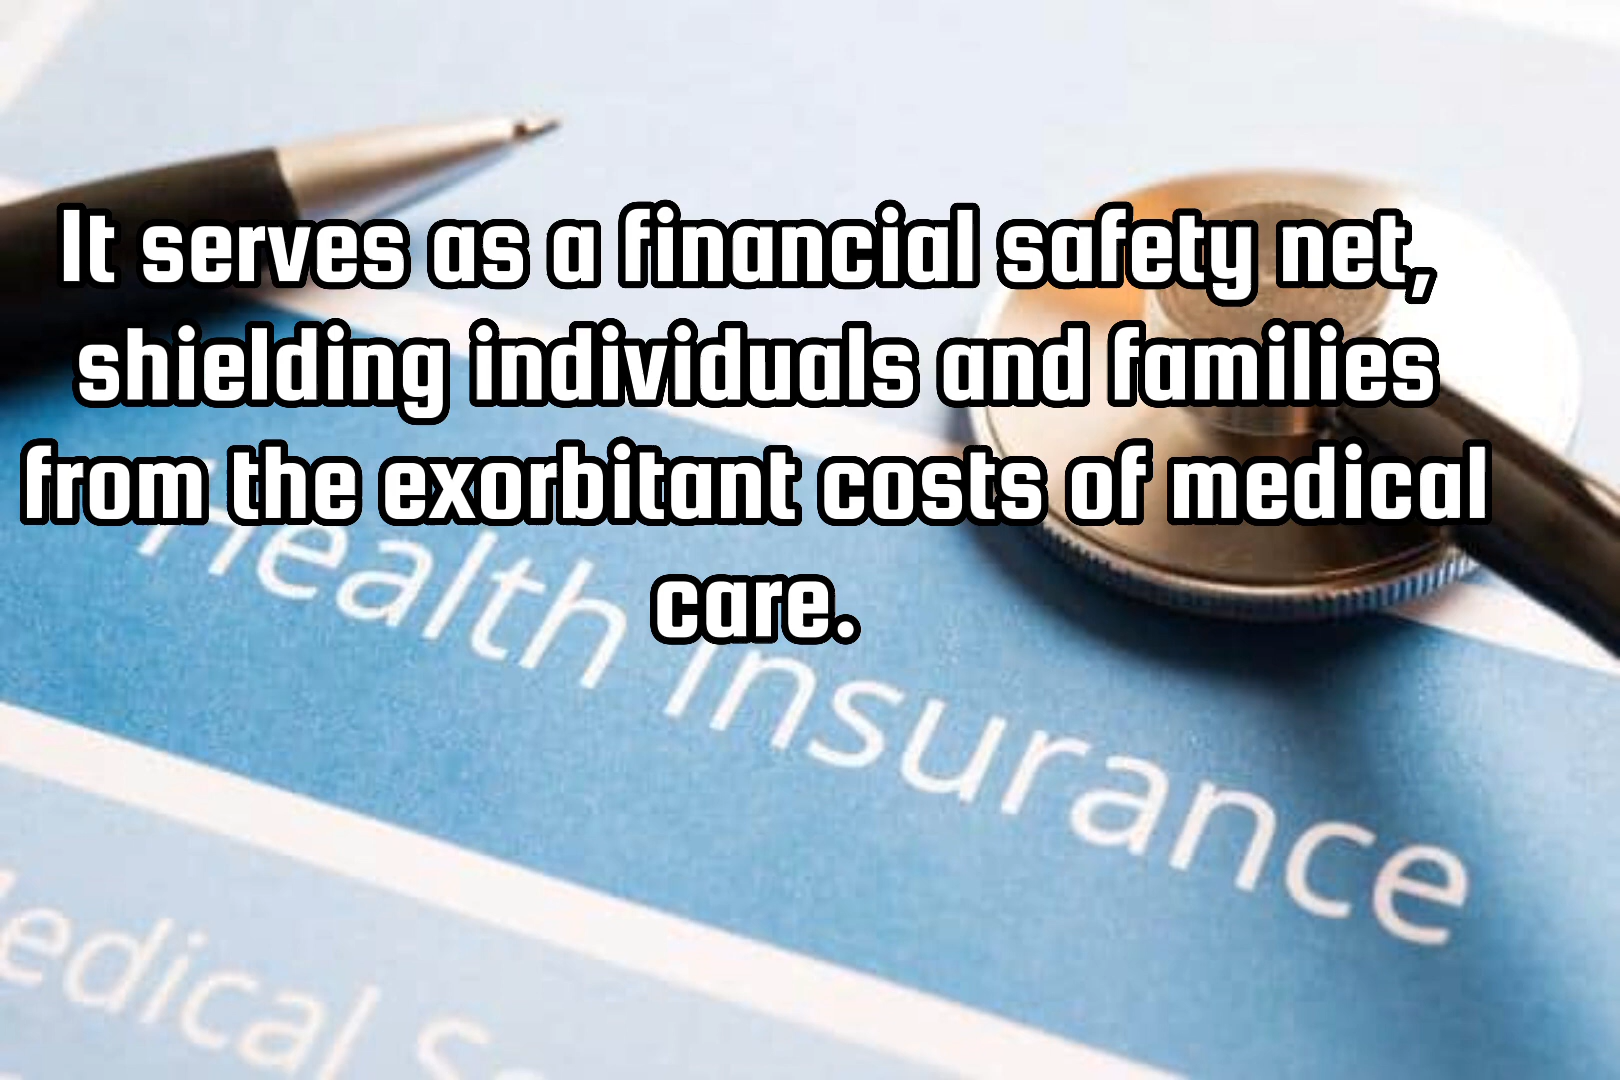 It serves as a financial safety net,
shielding individuals and families
from the exorbitant costs of medical
care.
Health Insurance
edical